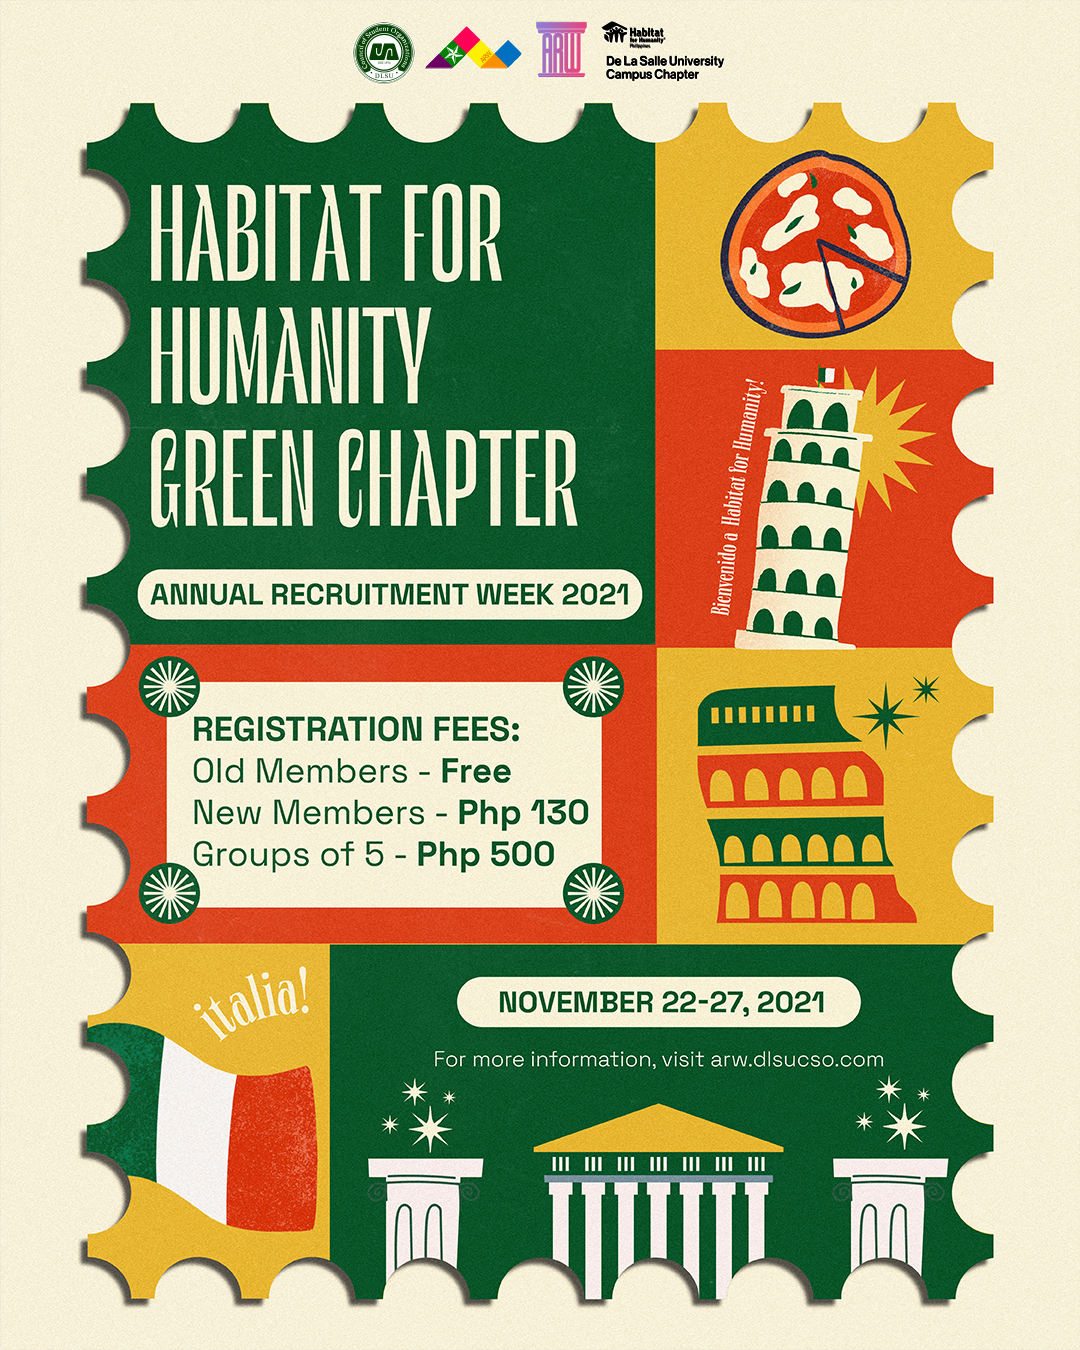 Council of Student Organizations
DLSU
ARW
Habitat
for Humanity
Philippines
De La Salle University
Campus Chapter
HABITAT FOR
HUMANITY
GREEN CHAPTER
ANNUAL RECRUITMENT WEEK 2021
Bienvenido a Habitat for Humanity!
REGISTRATION FEES:
Old Members - Free
New Members - Php 130
Groups of 5 - Php 500
italia!
NOVEMBER 22-27, 2021
For more information, visit arw.dlsucso.com